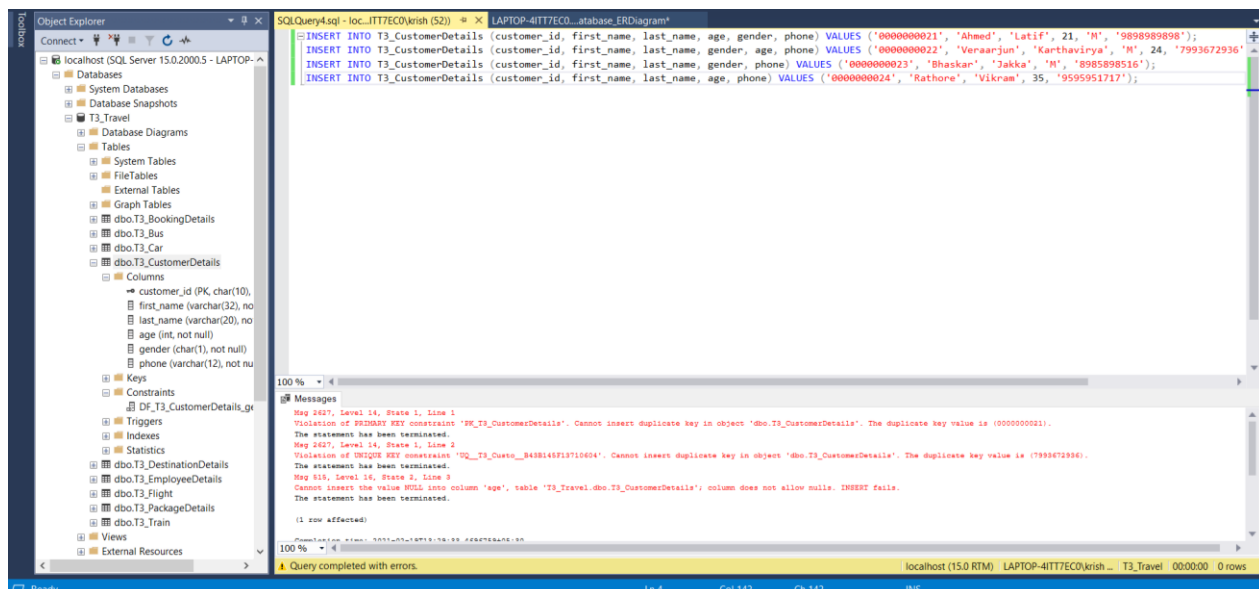 Toolbox
Object Explorer
Connect
localhost (SQL Server 15.0.2000.5 - LAPTOP-
Databases
System Databases
Database Snapshots
T3_Travel
Database Diagrams
Tables
System Tables
FileTables
External Tables
Graph Tables
dbo.T3_BookingDetails
dbo.T3_Bus
dbo.T3_Car
dbo.T3_CustomerDetails
Columns
customer_id (PK, char(10),
first_name (varchar(32), no
last_name (varchar(20), no
age (int, not null)
gender (char(1), not null)
phone (varchar(12), not nu
Keys
Constraints
DF_T3_CustomerDetails_ge
Triggers
Indexes
Statistics
dbo.T3_DestinationDetails
dbo.T3_EmployeeDetails
dbo.T3_Flight
dbo.T3_PackageDetails
dbo.T3_Train
Views
External Resources
SQLQuery4.sql - loc...ITT7EC0\krish (52))
LAPTOP-4ITT7EC0....atabase_ERDiagram*
INSERT INTO T3_CustomerDetails (customer_id, first_name, last_name, age, gender, phone) VALUES ('0000000021', 'Ahmed', 'Latif', 21, 'M', '9898989898');
INSERT INTO T3_CustomerDetails (customer_id, first_name, last_name, gender, age, phone) VALUES ('0000000022', 'Veraarjun', 'Karthavirya', 'M', 24, '7993672936'
INSERT INTO T3_CustomerDetails (customer_id, first_name, last_name, gender, phone) VALUES ('0000000023', 'Bhaskar', 'Jakka', 'M', '8985898516');
INSERT INTO T3_CustomerDetails (customer_id, first_name, last_name, age, phone) VALUES ('0000000024', 'Rathore', 'Vikram', 35, '9595951717');
100 %
Messages
Msg 2627, Level 14, State 1, Line 1
Violation of PRIMARY KEY constraint 'PK_T3_CustomerDetails'. Cannot insert duplicate key in object 'dbo.T3_CustomerDetails'. The duplicate key value is (0000000021).
The statement has been terminated.
Msg 2627, Level 14, State 1, Line 2
Violation of UNIQUE KEY constraint 'UQ__T3_Custo__B43B145F13710604'. Cannot insert duplicate key in object 'dbo.T3_CustomerDetails'. The duplicate key value is (7993672936).
The statement has been terminated.
Msg 515, Level 16, State 2, Line 3
Cannot insert the value NULL into column 'age', table 'T3_Travel.dbo.T3_CustomerDetails'; column does not allow nulls. INSERT fails.
The statement has been terminated.
(1 row affected)
100 %
Query completed with errors.
localhost (15.0 RTM)
LAPTOP-4ITT7EC0\krish ...
T3_Travel
00:00:00
0 rows